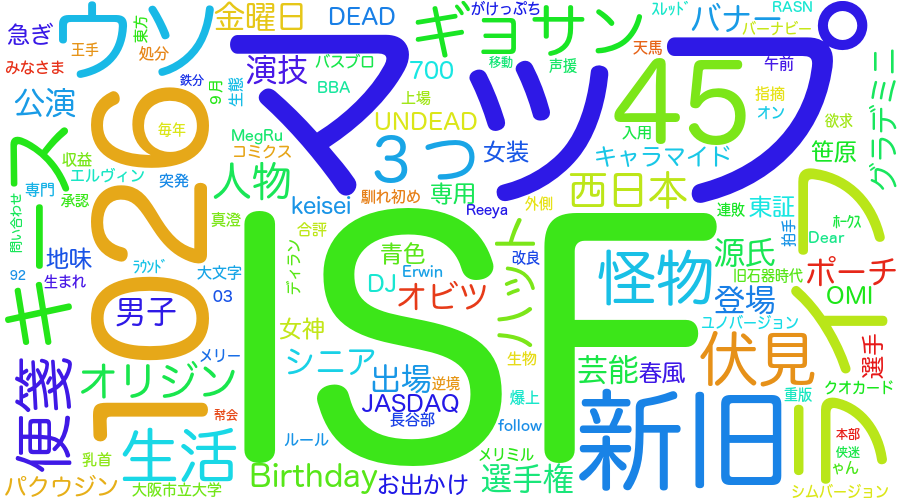 急ぎ
ウソ
王手
東方
処分
金曜日
DEAD
がけっぷち
ギョサン
ｽﾚｯﾄﾞ
バナー
RASN
バーナビー
みなさま
鉄分
演技
バスプロ
BBA
700
移動
声援
天馬
午前
マップ
グラデミニ
公演
9月
生態
毎年
上場
UNDEAD
45
入用
指摘
オン
欲求
キース
1026
MegRu
コミクス
3つ
女装
キャラマイド
笹原
収益
エルヴィン
突発
人物
keisei
馴れ初め
専用
Reeya
外側
西日本
連敗
東証
拍手
ﾎｰｸｽ
Dear
専門
承認
問い合わせ
真澄
合評
青色
改良
ハツト
源氏
ライフ
地味
ﾗｳﾝﾄﾞ
大文字
ディラン
DJ
Erwin
怪物
旧石器時代
ポーチ
92
生まれ
03
オビツ
登場
OMI
男子
女神
ISF
ユノバージョン
メリー
シニア
出場
逆境
生物
芸能
春風
伏見
選手
便箋
オリジン
JASDAQ
爆上
新旧
重版
クオカード
幇会
長谷部
follow
生活
ルール
本部
侠迷
乳首
Birthday
お出かけ
メリミル
選手権
ゃん
パクウジン
大阪市立大学
シムバージョン